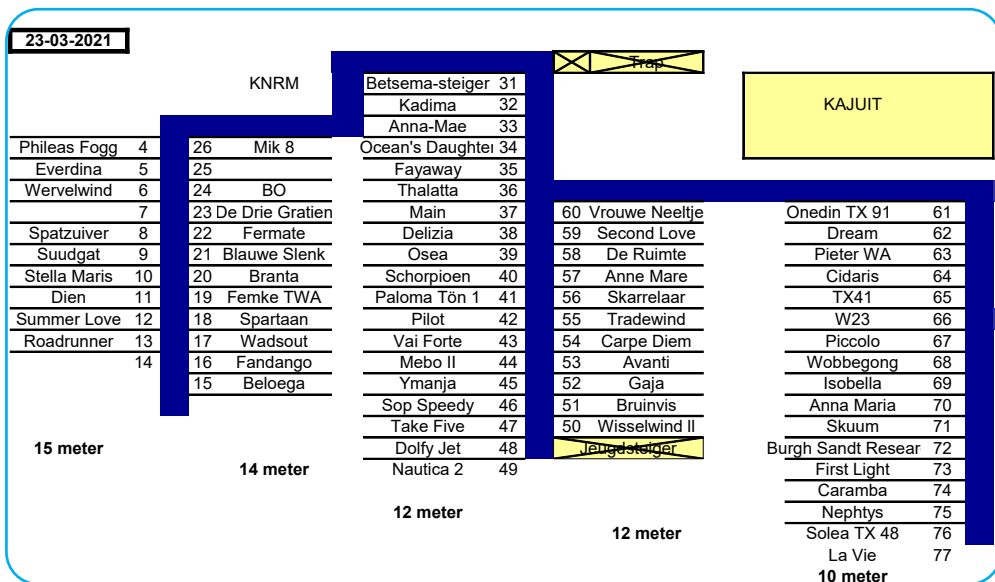 23-03-2021
Trap
KNRM
KAJUIT
Phileas Fogg 4
Everdina 5
Wervelwind 6
7
Spatzuiver 8
Suudgat 9
Stella Maris 10
Dien 11
Summer Love 12
Roadrunner 13
14
15 meter
26 Mik 8
25
24 BO
23 De Drie Gratien
22 Fermate
21 Blauwe Slenk
20 Branta
19 Femke TWA
18 Spartaan
17 Wadsout
16 Fandango
15 Beloega
14 meter
Betsema-steiger 31
Kadima 32
Anna-Mae 33
Ocean's Daughter 34
Fayaway 35
Thalatta 36
Main 37
Delizia 38
Osea 39
Schorpioen 40
Paloma Tön 1 41
Pilot 42
Vai Forte 43
Mebo II 44
Ymanja 45
Sop Speedy 46
Take Five 47
Dolfy Jet 48
Nautica 2 49
12 meter
60 Vrouwe Neeltje
59 Second Love
58 De Ruimte
57 Anne Mare
56 Skarrelaar
55 Tradewind
54 Carpe Diem
53 Avanti
52 Gaja
51 Bruinvis
50 Wisselwind II
Jeugdsteiger
12 meter
Onedin TX 91 61
Dream 62
Pieter WA 63
Cidaris 64
TX41 65
W23 66
Piccolo 67
Wobbegong 68
Isobella 69
Anna Maria 70
Skuum 71
Burgh Sandt Resear 72
First Light 73
Caramba 74
Nephtys 75
Solea TX 48 76
La Vie 77
10 meter